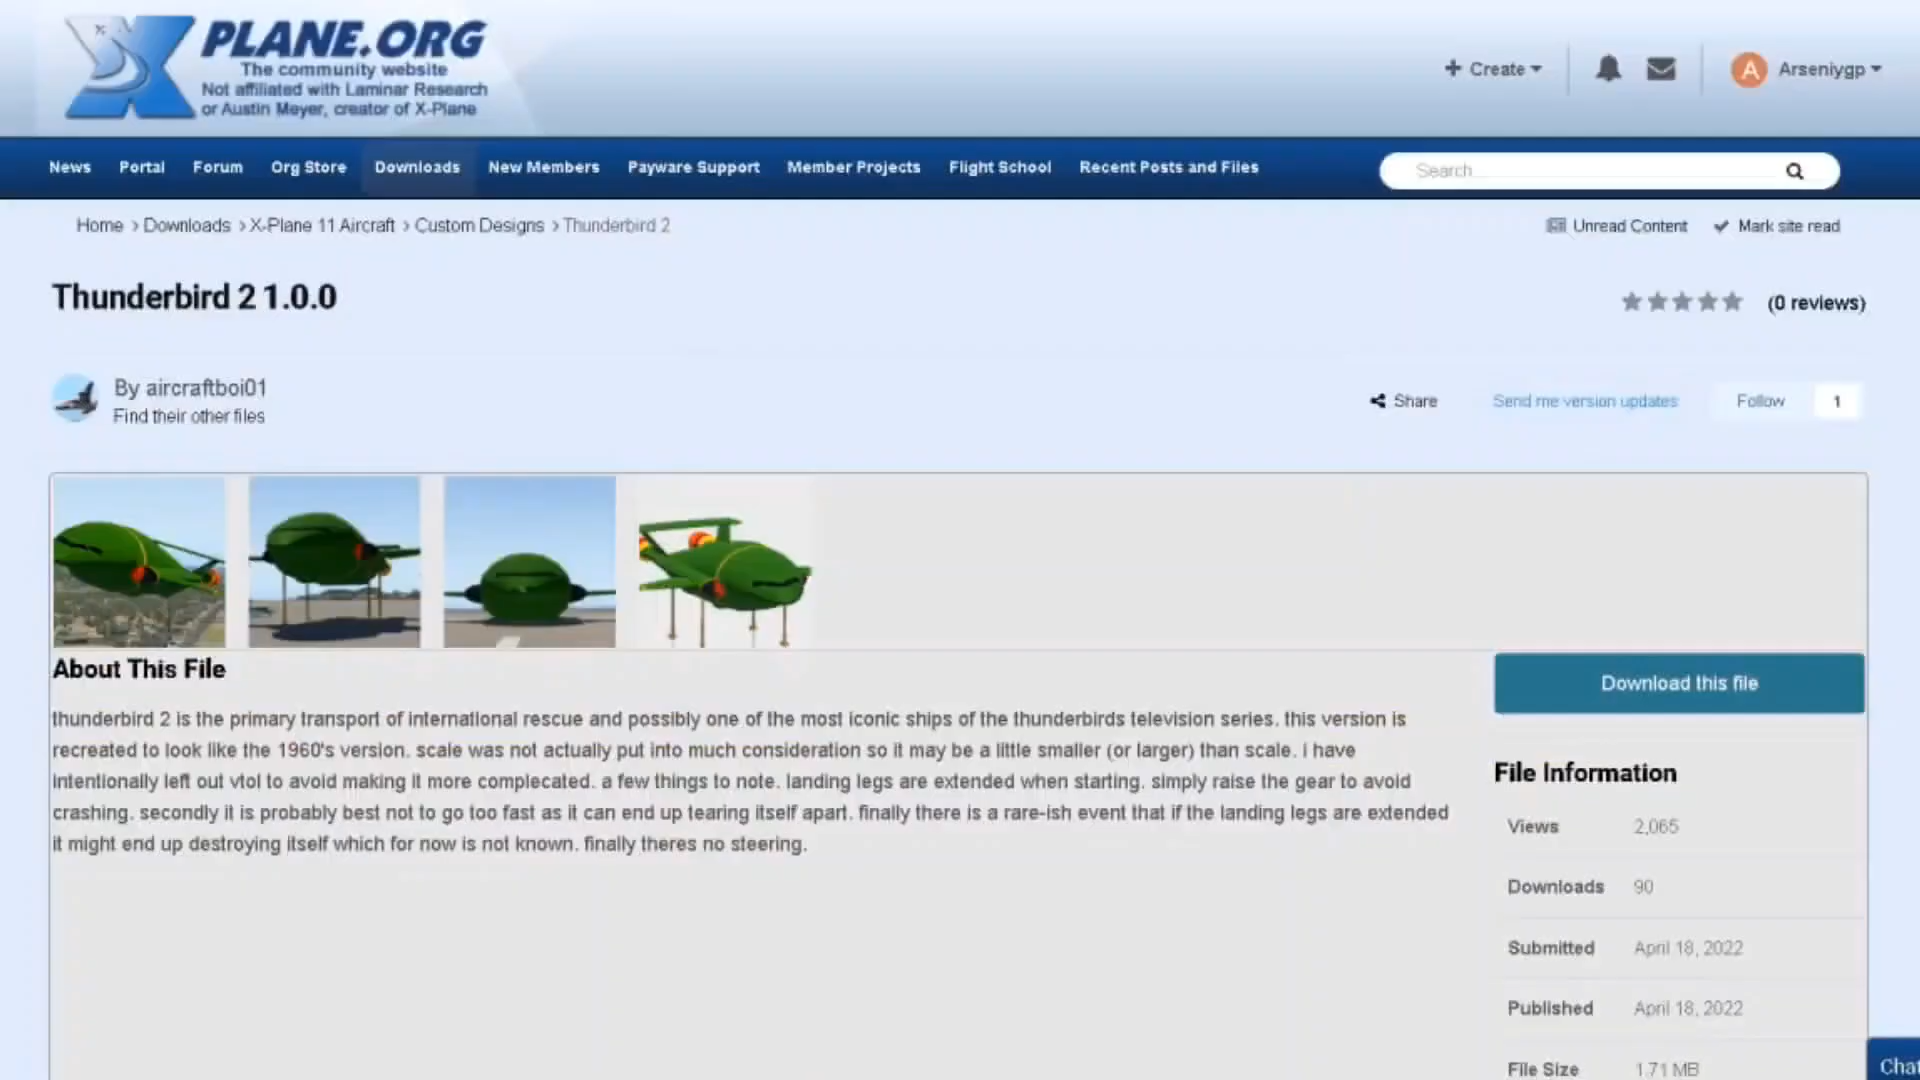 PLANE.ORG
The community website
Not affiliated with Laminar Research
or Austin Meyer, creator of X-Plane
Create
A
Arseniygp
News
Portal
Forum
Org Store
Downloads
New Members
Payware Support
Member Projects
Flight School
Recent Posts and Files
Search...
Home > Downloads > X-Plane 11 Aircraft > Custom Designs > Thunderbird 2
Unread Content
Mark site read
Thunderbird 2 1.0.0
(0 reviews)
By aircraftboi01
Find their other files
Share
Send me version updates
Follow
1
About This File
thunderbird 2 is the primary transport of international rescue and possibly one of the most iconic ships of the thunderbirds television series. this version is
recreated to look like the 1960's version. scale was not actually put into much consideration so it may be a little smaller (or larger) than scale. i have
intentionally left out vtol to avoid making it more complecated. a few things to note. landing legs are extended when starting. simply raise the gear to avoid
crashing. secondly it is probably best not to go too fast as it can end up tearing itself apart. finally there is a rare-ish event that if the landing legs are extended
it might end up destroying itself which for now is not known. finally theres no steering.
Download this file
File Information
Views 2,065
Downloads 90
Submitted April 18, 2022
Published April 18, 2022
File Size 1.71 MB
Chat